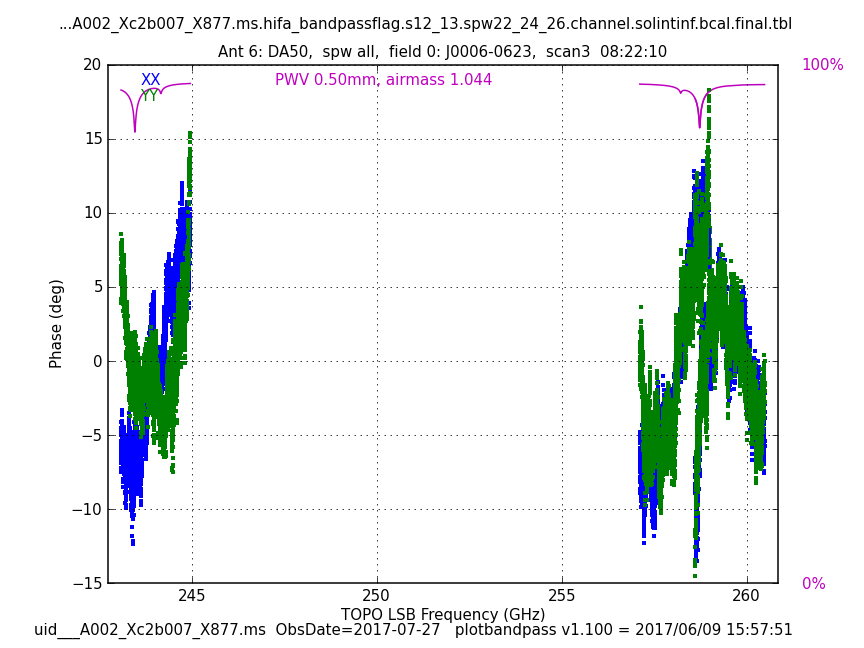 ...A002_Xc2b007_X877.ms.hifa_bandpassflag.s12_13.spw22_24_26.channel.solintinf.bcal.final.tbl
Ant 6: DA50,  spw all,  field 0: J0006-0623,  scan3  08:22:10
20
100%
XX
PWV 0.50mm, airmass 1.044
YY
15
10
5
0
Phase (deg)
−5
−10
−15
0%
245
250
255
260
TOPO LSB Frequency (GHz)
uid___A002_Xc2b007_X877.ms  ObsDate=2017-07-27   plotbandpass v1.100 = 2017/06/09 15:57:51